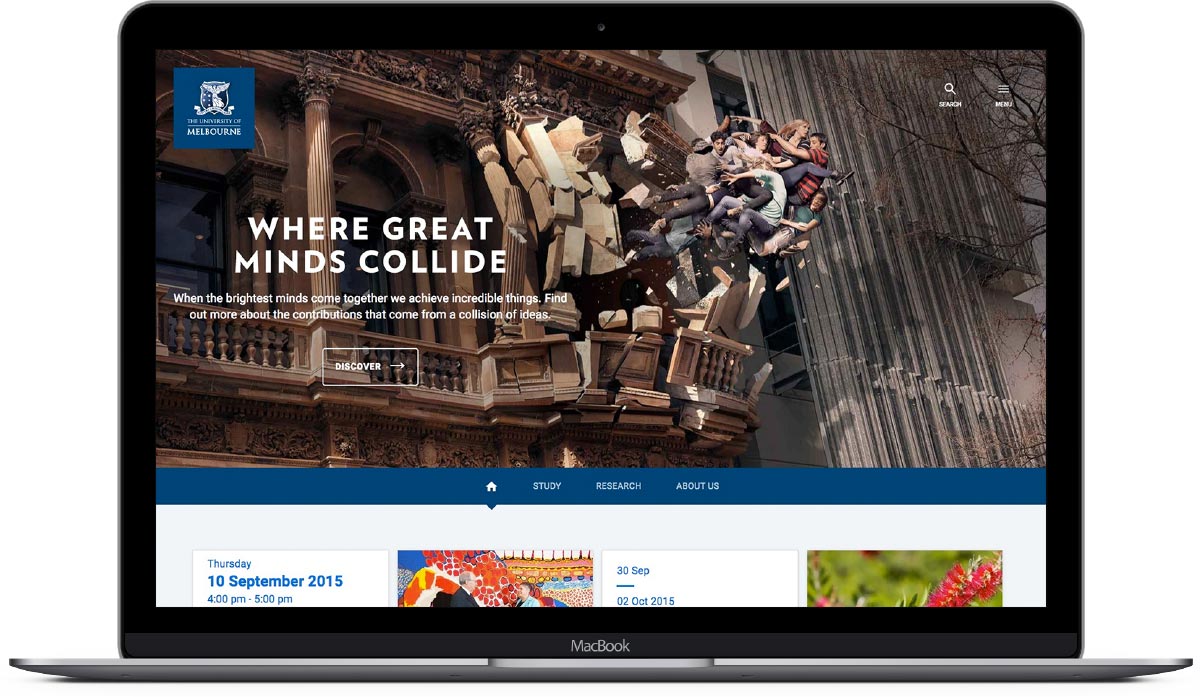 THE UNIVERSITY OF
MELBOURNE
SEARCH
MENU
WHERE GREAT
MINDS COLLIDE
When the brightest minds come together we achieve incredible things. Find
out more about the contributions that come from a collision of ideas.
DISCOVER →
STUDY
RESEARCH
ABOUT US
Thursday
10 September 2015
4:00 pm - 5:00 pm
30 Sep
02 Oct 2015
MacBook